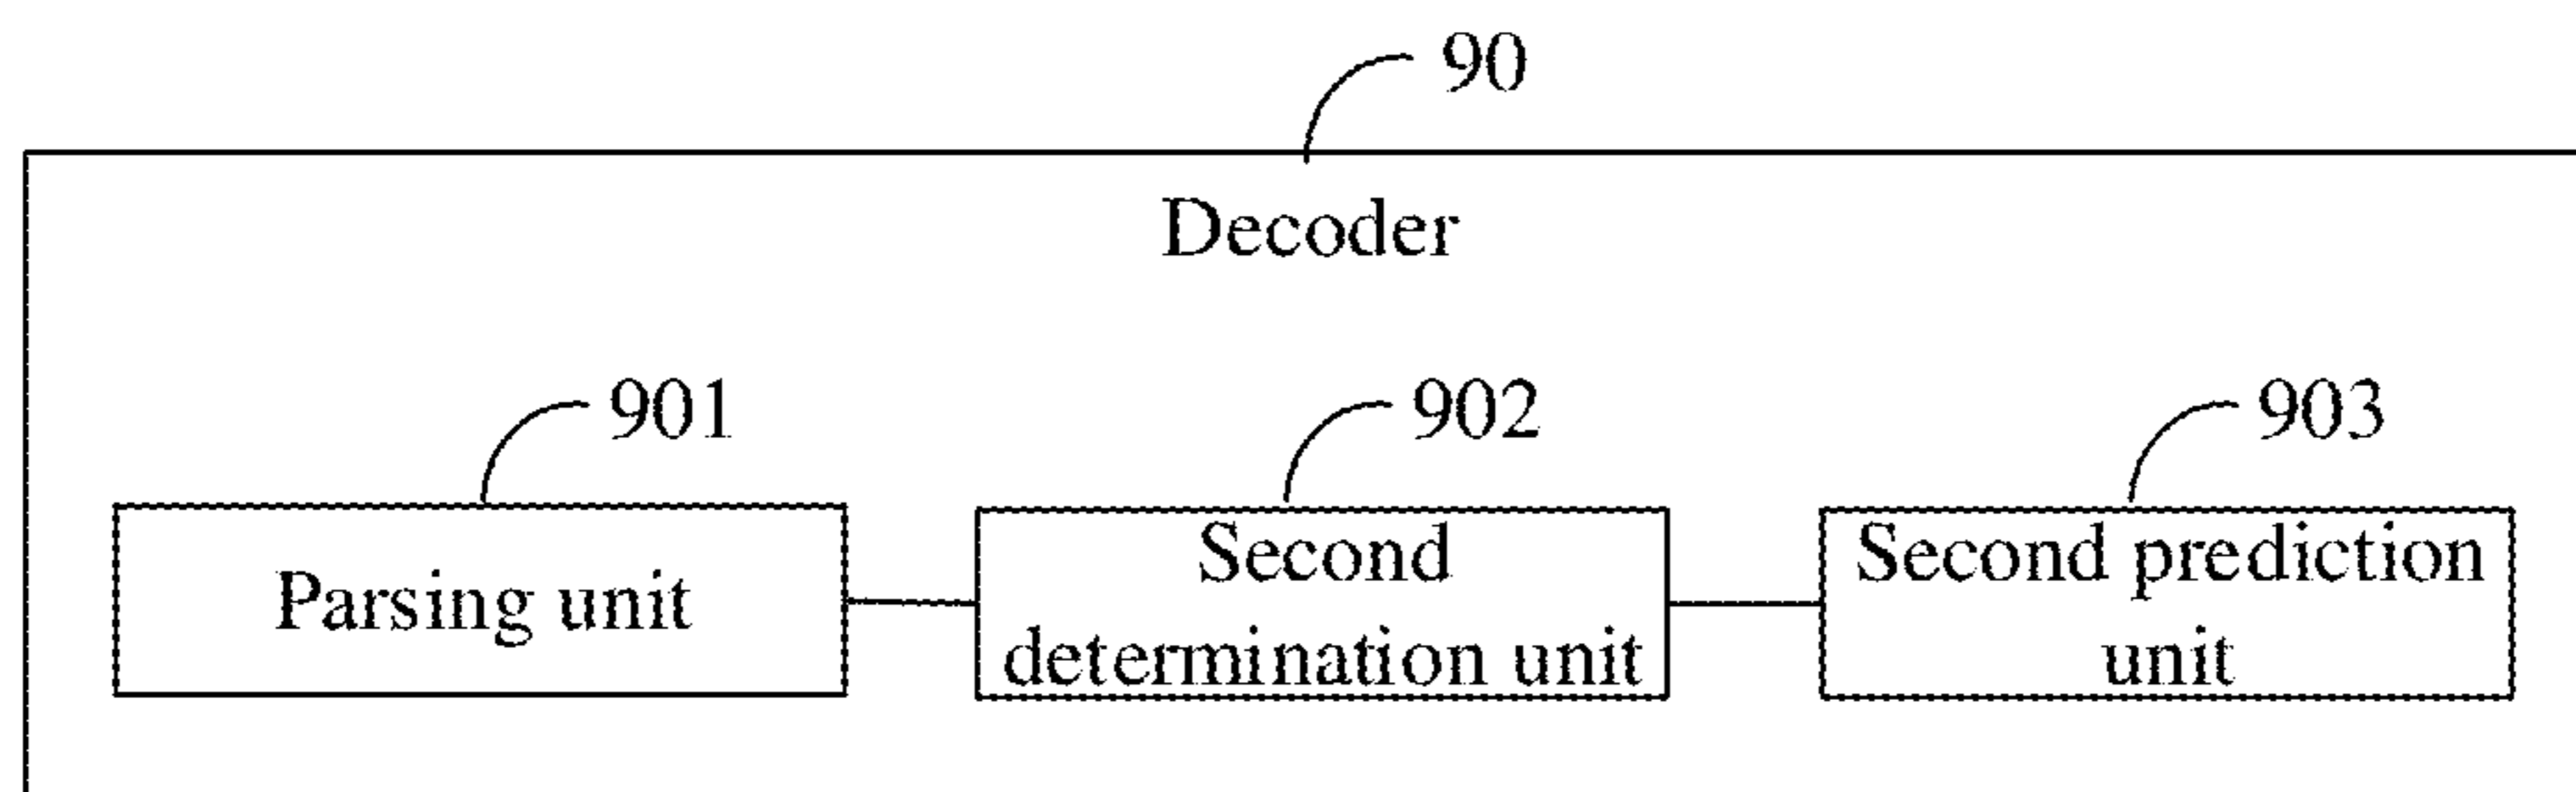 90
Decoder
901
902
903
Parsing unit
Second
determination unit
Second prediction
unit